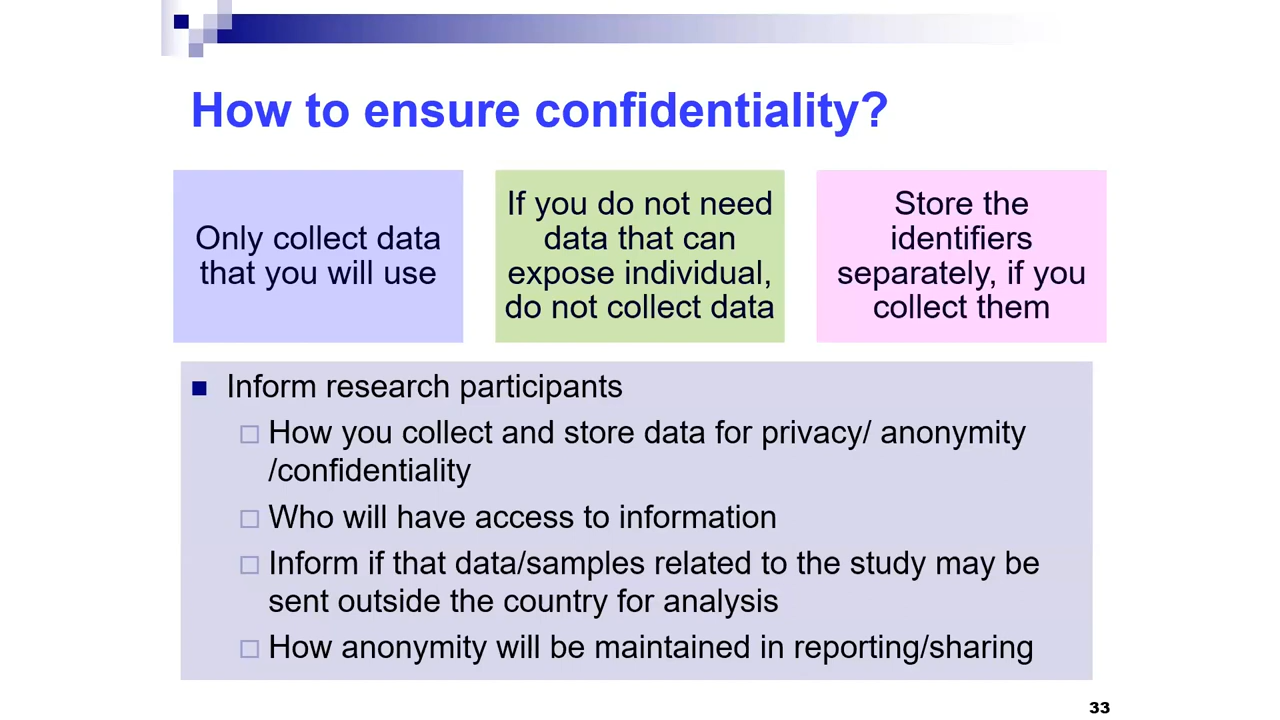 How to ensure confidentiality?
Only collect data
that you will use
If you do not need
data that can
expose individual,
do not collect data
Store the
identifiers
separately, if you
collect them
Inform research participants
How you collect and store data for privacy/ anonymity
/confidentiality
Who will have access to information
Inform if that data/samples related to the study may be
sent outside the country for analysis
How anonymity will be maintained in reporting/sharing
33